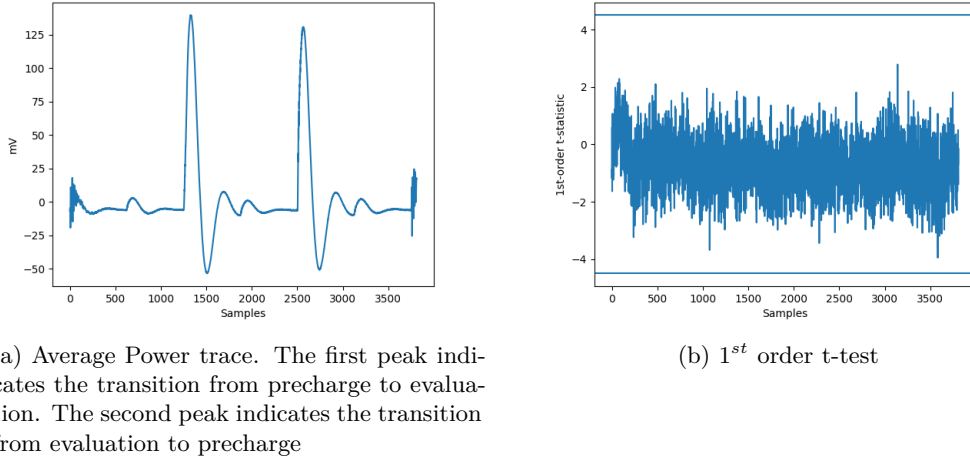 125
100
75
50
25
0
−25
−50
mV
0 500 1000 1500 2000 2500 3000 3500
Samples
a) Average Power trace. The first peak indi-
cates the transition from precharge to evalua-
ion. The second peak indicates the transition
rom evaluation to precharge
4
2
0
−2
−4
1st-order t-statistic
0 500 1000 1500 2000 2500 3000 3500
Samples
(b) 1st order t-test